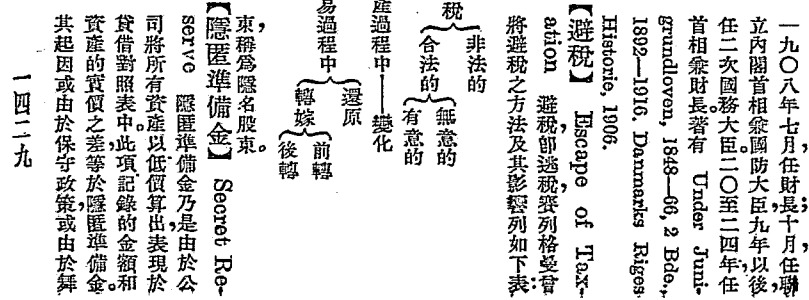 一九〇八年七月任財長;十月任聯
立內閣首相兼國防大臣。九年以後,
任二次國務大臣。二〇至二四年,任
首相兼財長。著有 Under Juni-
grundloven, 1848—66, 2 Bde.,
1892—1916, Danmarks Riges-
Historie, 1906.
【避稅】 Escape of Tax-
ation 避稅卽逃稅,賽列格曼曾
將避稅之方法及其影響列如下表:
非法的
稅
合法的
無意的
有意的
產過程中——變化
易過程中
還原
轉嫁
前轉
後轉
東稱爲隱名股東。
【隱匿準備金】 Secret Re-
serve 隱匿準備金乃是由於公
司將所有資產以低價算出,表現於
貸借對照表中。此項記錄的金額和
資產的實價之差,等於隱匿準備金。
其起因或由於保守政策,或由於舞
一四二九